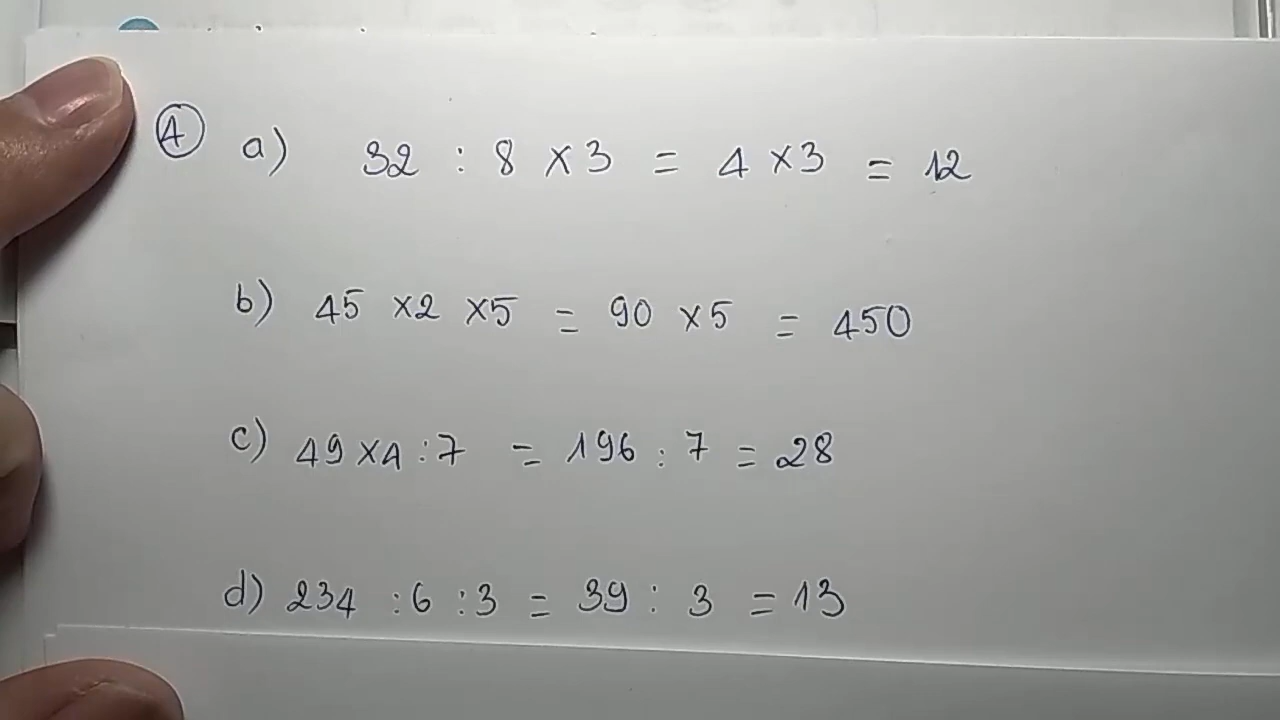 4 a) 32 : 8 x 3 = 4 x 3 = 12
b) 45 x 2 x 5 = 90 x 5 = 450
c) 49 x 4 : 7 = 196 : 7 = 28
d) 234 : 6 : 3 = 39 : 3 = 13